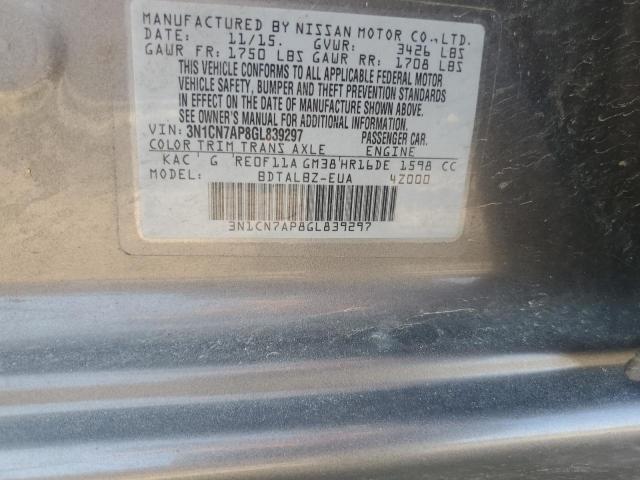 MANUFACTURED BY NISSAN MOTOR CO.,LTD.
DATE: 11/15. GVWR: 3426 LBS
GAWR FR: 1750 LBS GAWR RR: 1708 LBS
THIS VEHICLE CONFORMS TO ALL APPLICABLE FEDERAL MOTOR
VEHICLE SAFETY, BUMPER AND THEFT PREVENTION STANDARDS
IN EFFECT ON THE DATE OF MANUFACTURE SHOWN ABOVE.
SEE OWNER'S MANUAL FOR ADDITIONAL INFORMATION.
VIN: 3N1CN7AP8GL839297 PASSENGER CAR.
COLOR TRIM TRANS AXLE ENGINE
KAC G RE0F11A GM38 HR16DE 1598 CC
MODEL: BDTALBZ-EUA 42000
3N1CN7AP8GL839297